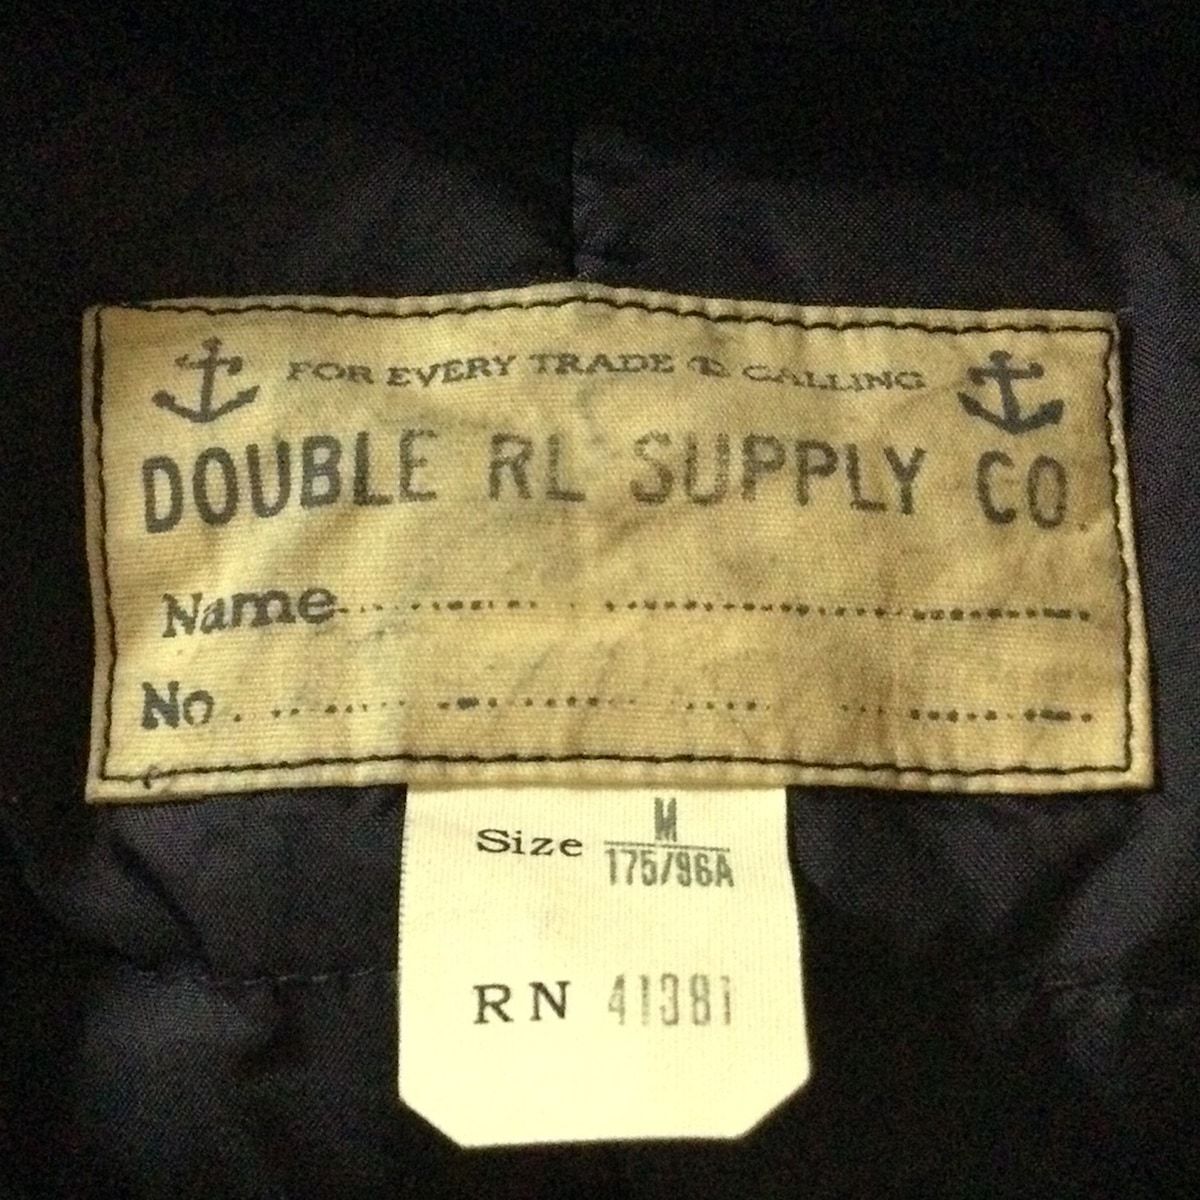 FOR EVERY TRADE & CALLING
DOUBLE RL SUPPLY CO.
Name
No.
Size M
175/96A
RN 41381